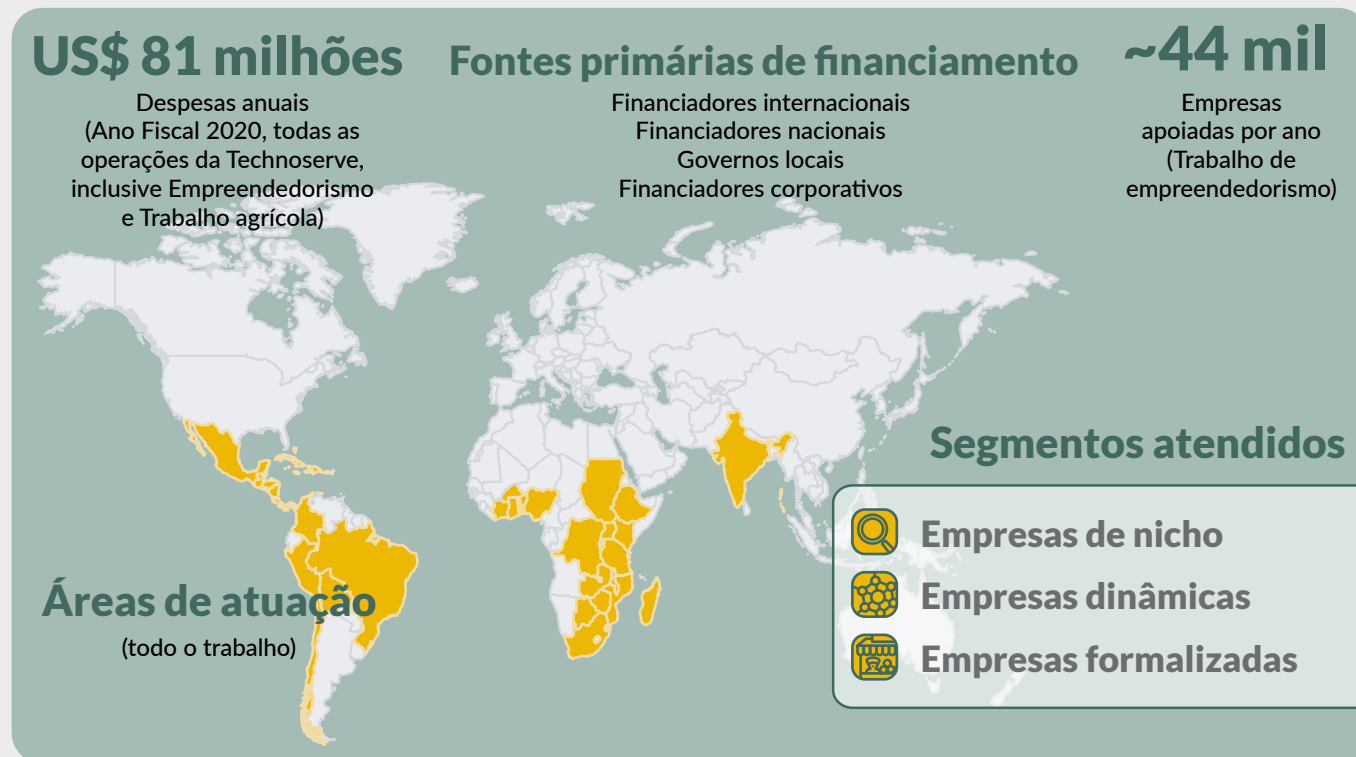 US$ 81 milhões
Despesas anuais
(Ano Fiscal 2020, todas as
operações da Technoserve,
inclusive Empreendedorismo
e Trabalho agrícola)
Fontes primárias de financiamento
Financiadores internacionais
Financiadores nacionais
Governos locais
Financiadores corporativos
~44 mil
Empresas
apoiadas por ano
(Trabalho de
empreendedorismo)
Áreas de atuação
(todo o trabalho)
Segmentos atendidos
Empresas de nicho
Empresas dinâmicas
Empresas formalizadas